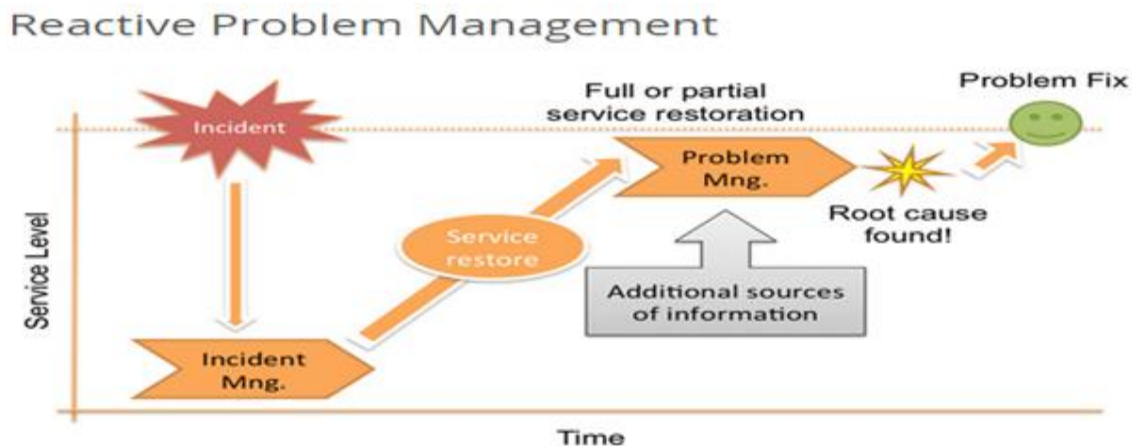 Reactive Problem Management
Problem Fix
Full or partial
service restoration
Incident
Problem
Mng.
Root cause
found!
Service
restore
Additional sources
of information
Service Level
Incident
Mng.
Time